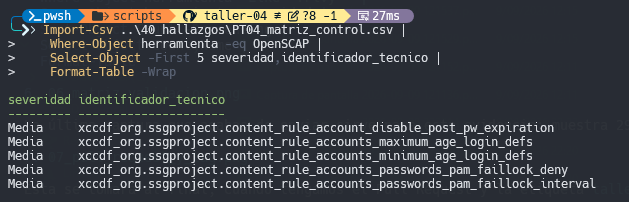 pwsh scripts taller-04 ≢ ?8 ~1 27ms
Import-Csv ..\40_hallazgos\PT04_matriz_control.csv |
> Where-Object herramienta -eq OpenSCAP |
> Select-Object -First 5 severidad,identificador_tecnico |
> Format-Table -Wrap
severidad identificador_tecnico
--------- ---------------------
Media xccdf_org.ssgproject.content_rule_account_disable_post_pw_expiration
Media xccdf_org.ssgproject.content_rule_accounts_maximum_age_login_defs
Media xccdf_org.ssgproject.content_rule_accounts_minimum_age_login_defs
Media xccdf_org.ssgproject.content_rule_accounts_passwords_pam_faillock_deny
Media xccdf_org.ssgproject.content_rule_accounts_passwords_pam_faillock_interval